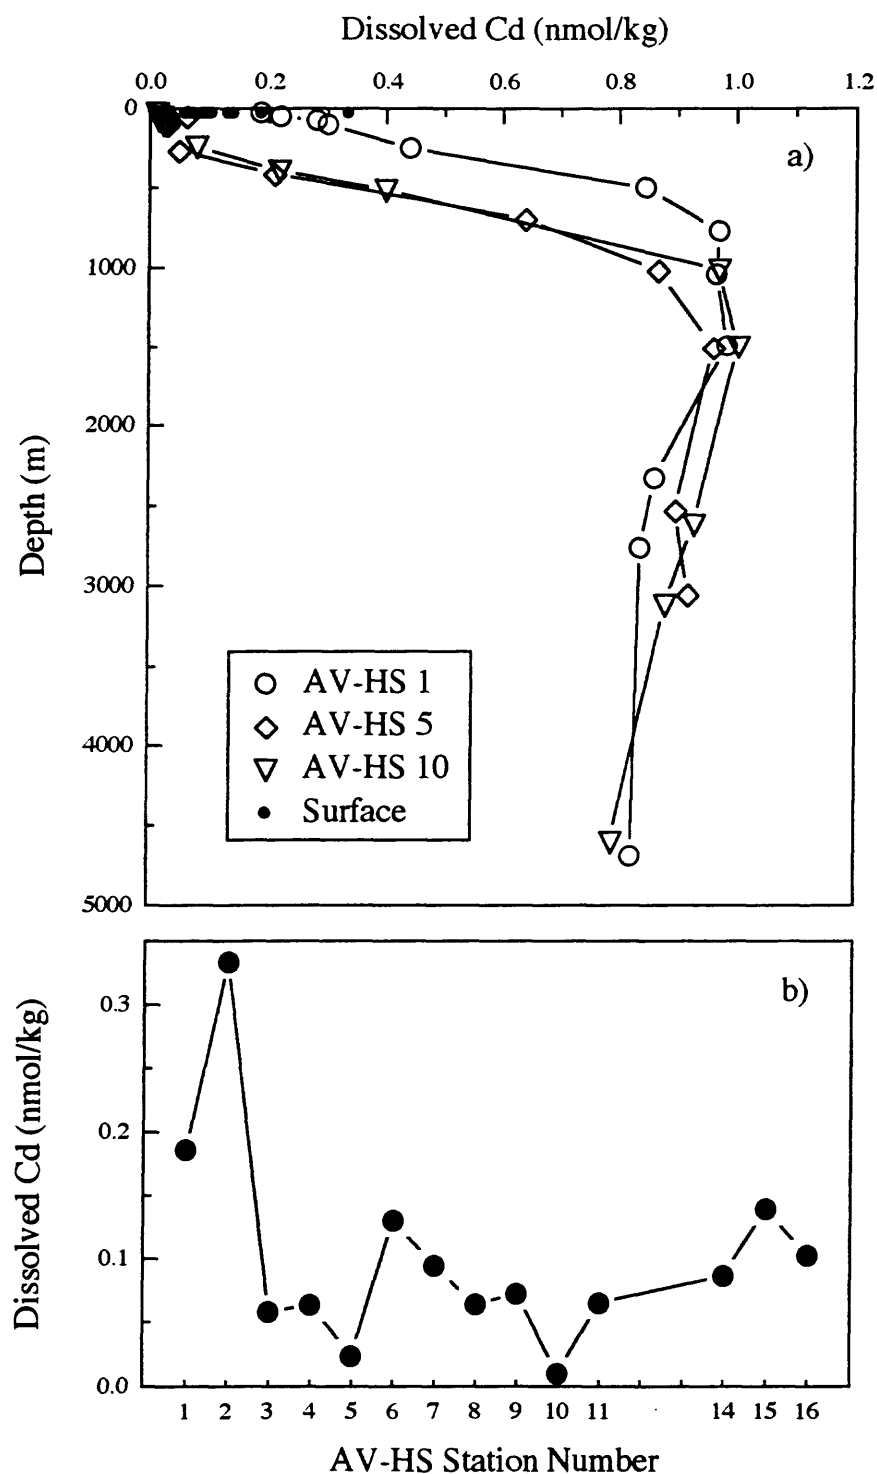 Dissolved Cd (nmol/kg)
0.0 0.2 0.4 0.6 0.8 1.0 1.2
0
1000
2000
3000
4000
5000
Depth (m)
a)
AV-HS 1
AV-HS 5
AV-HS 10
Surface
b)
0.3
0.2
0.1
0.0
Dissolved Cd (nmol/kg)
1 2 3 4 5 6 7 8 9 10 11 14 15 16
AV-HS Station Number